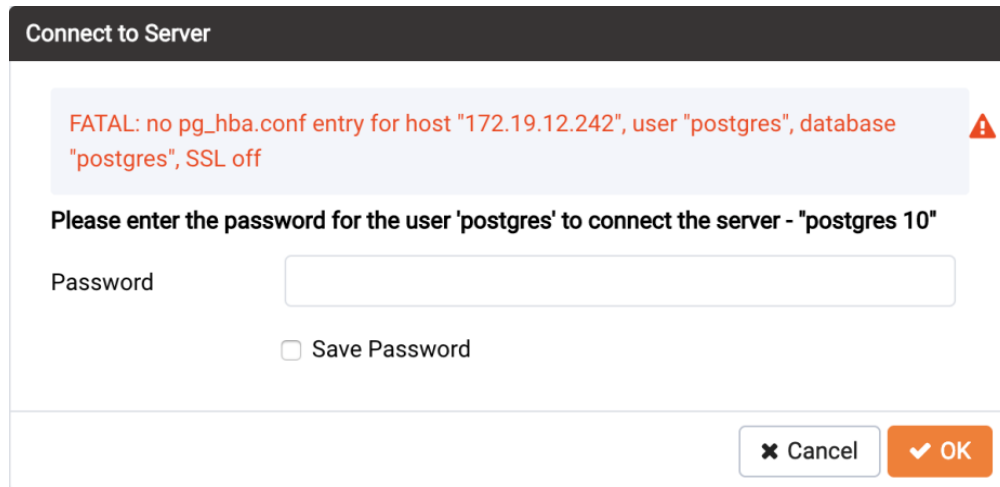 Connect to Server
FATAL: no pg_hba.conf entry for host "172.19.12.242", user "postgres", database
"postgres", SSL off
Please enter the password for the user 'postgres' to connect the server - "postgres 10"
Password
Save Password
Cancel
OK